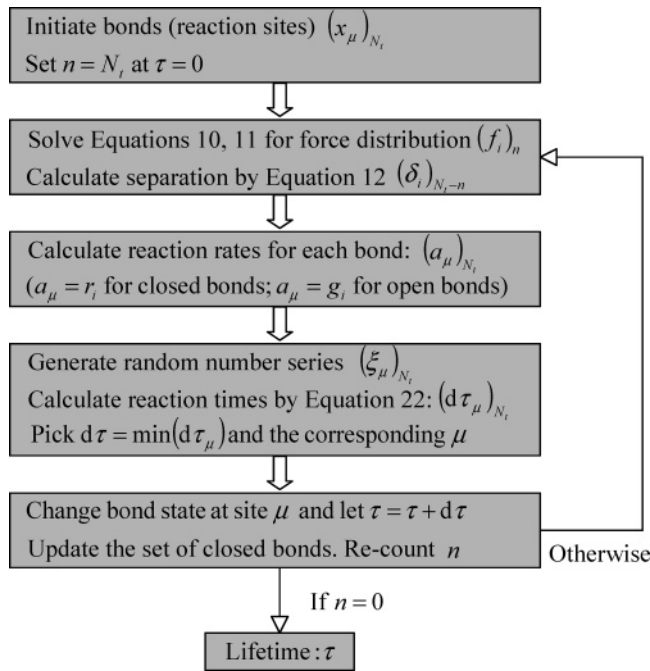 Initiate bonds (reaction sites) (x_μ)_{N_t}
Set n = N_t at τ = 0
Solve Equations 10, 11 for force distribution (f_i)_n
Calculate separation by Equation 12 (δ_i)_{N_t−n}
Calculate reaction rates for each bond: (a_μ)_{N_t}
(a_μ = r_i for closed bonds; a_μ = g_i for open bonds)
Generate random number series (ξ_μ)_{N_t}
Calculate reaction times by Equation 22: (dτ_μ)_{N_t}
Pick dτ = min(dτ_μ) and the corresponding μ
Change bond state at site μ and let τ = τ + dτ
Update the set of closed bonds. Re-count n
Otherwise
If n = 0
Lifetime : τ